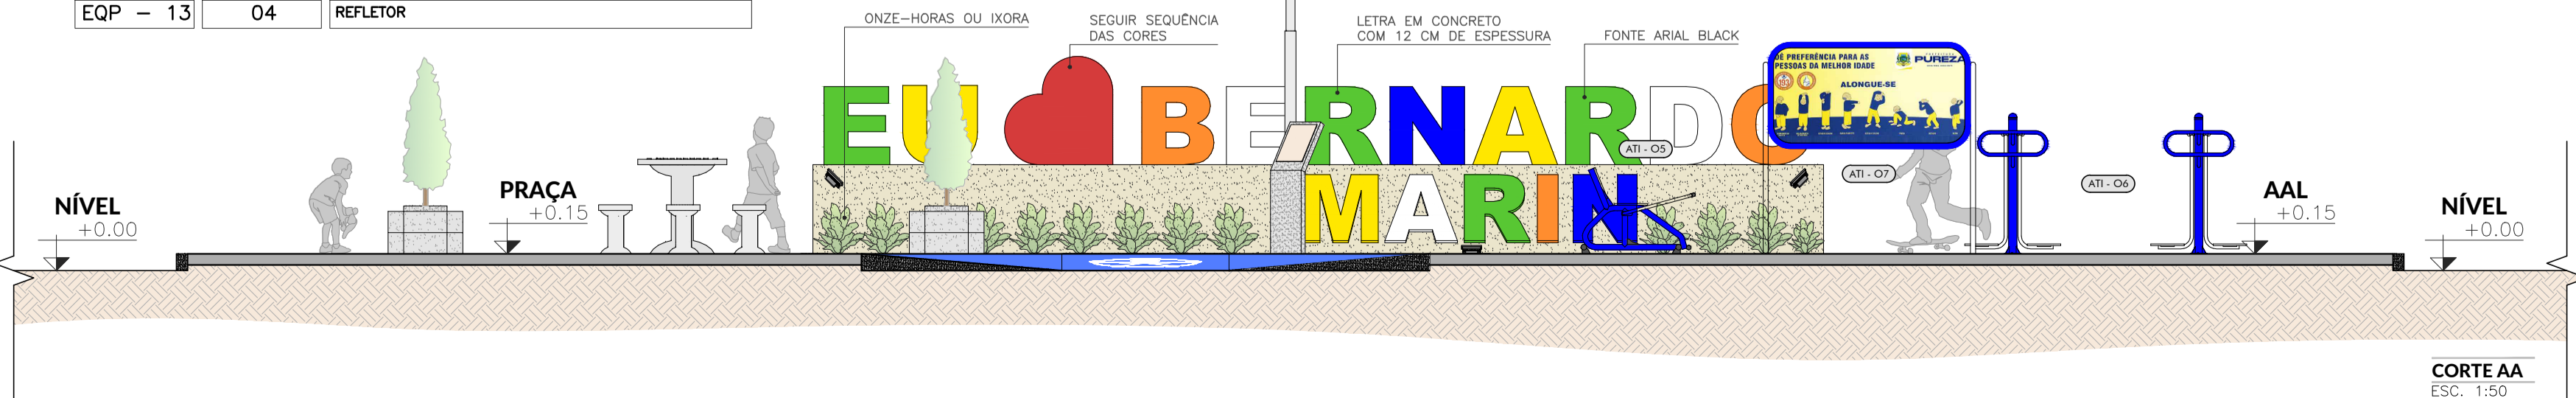 EQP - 13
04
REFLETOR
ONZE-HORAS OU IXORA
SEGUIR SEQUÊNCIA
DAS CORES
LETRA EM CONCRETO
COM 12 CM DE ESPESSURA
FONTE ARIAL BLACK
EU BERNARDO
MARIN
DÊ PREFERÊNCIA PARA AS
PESSOAS DA MELHOR IDADE
PUREZA
ALONGUE-SE
ATI - O5
ATI - O7
ATI - O6
NÍVEL
+0.00
PRAÇA
+0.15
AAL
+0.15
NÍVEL
+0.00
CORTE AA
ESC. 1:50